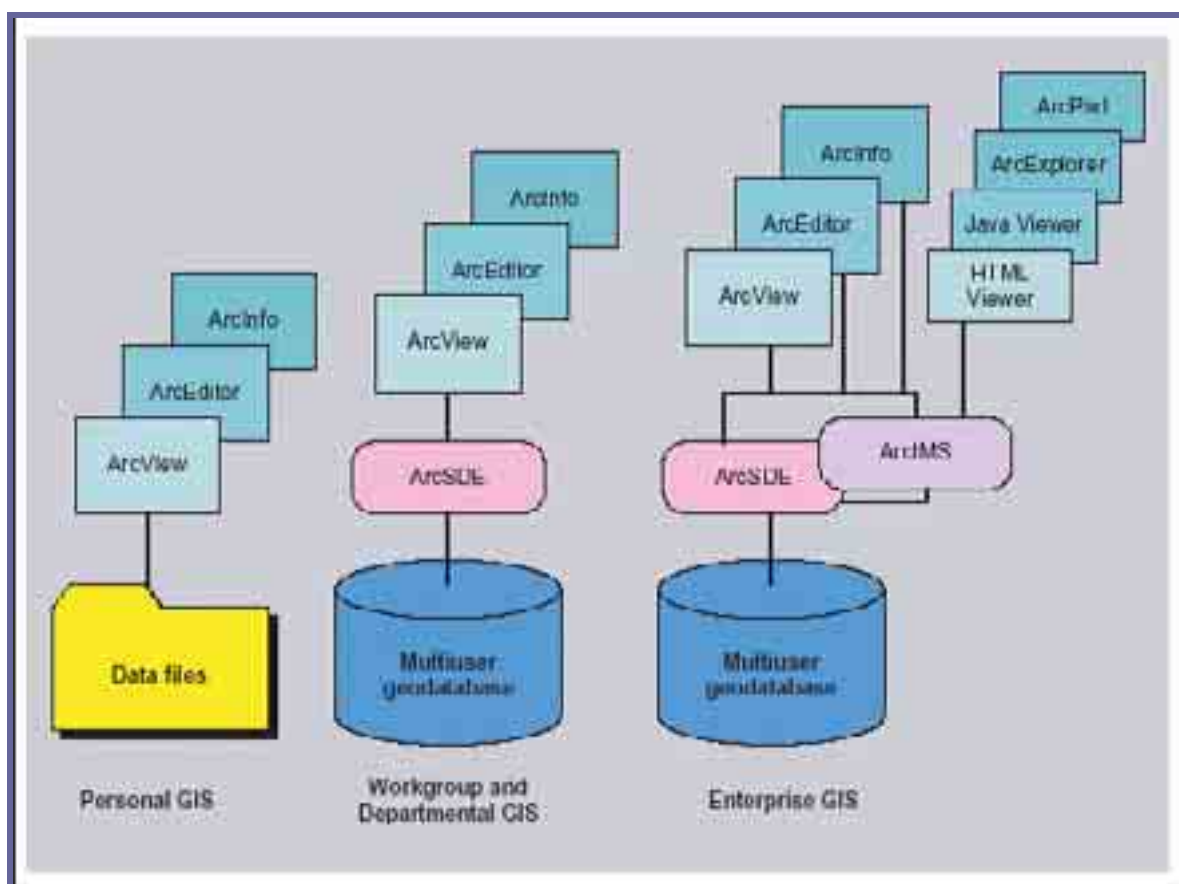 ArcInfo
ArcEditor
ArcView
Data files
Personal GIS
ArcInfo
ArcEditor
ArcView
ArcSDE
Multiuser
geodatabase
Workgroup and
Departmental GIS
ArcInfo
ArcEditor
ArcView
ArcPad
ArcExplorer
Java Viewer
HTML
Viewer
ArcSDE
ArcIMS
Multiuser
geodatabase
Enterprise GIS